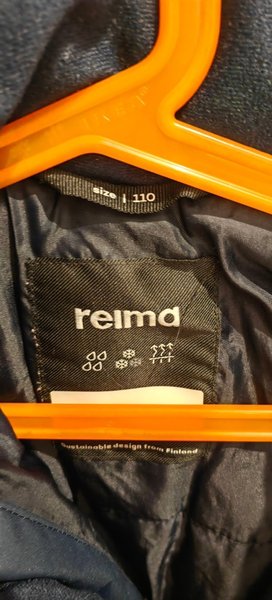 size | 110
reima
Sustainable design from Finland